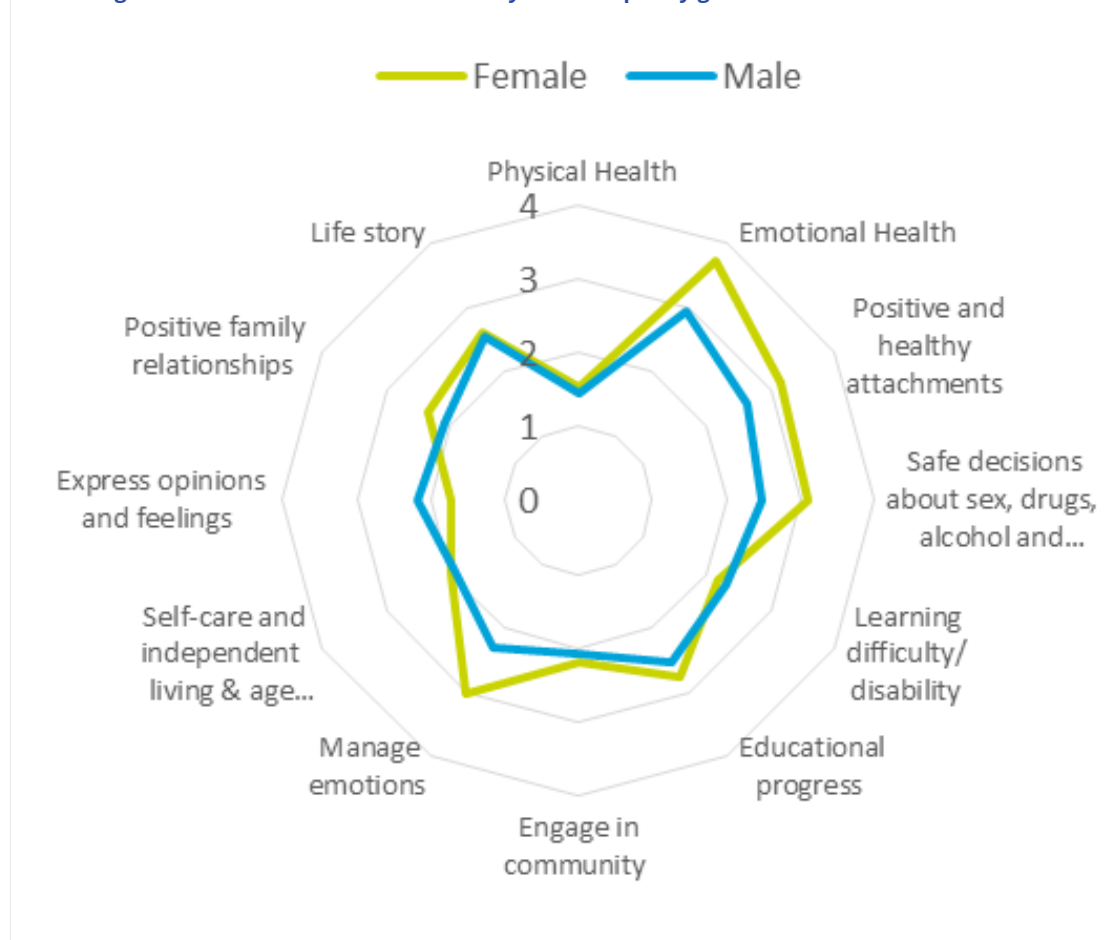 Female Male
Physical Health
Emotional Health
Positive and
healthy
attachments
Safe decisions
about sex, drugs,
alcohol and...
Learning
difficulty/
disability
Educational
progress
Engage in
community
Manage
emotions
Self-care and
independent
living & age...
Express opinions
and feelings
Positive family
relationships
Life story
4
3
2
1
0